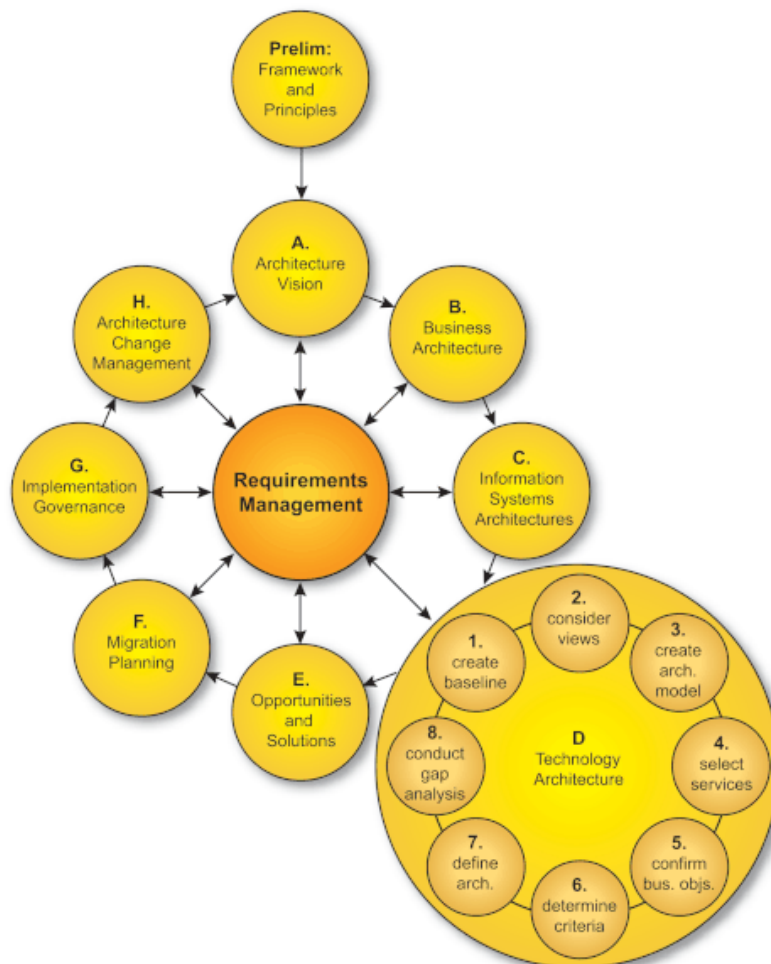 Prelim:
Framework
and
Principles
A.
Architecture
Vision
B.
Business
Architecture
C.
Information
Systems
Architectures
D
Technology
Architecture
1.
create
baseline
2.
consider
views
3.
create
arch.
model
4.
select
services
5.
confirm
bus. objs.
6.
determine
criteria
7.
define
arch.
8.
conduct
gap
analysis
E.
Opportunities
and
Solutions
F.
Migration
Planning
G.
Implementation
Governance
H.
Architecture
Change
Management
Requirements
Management